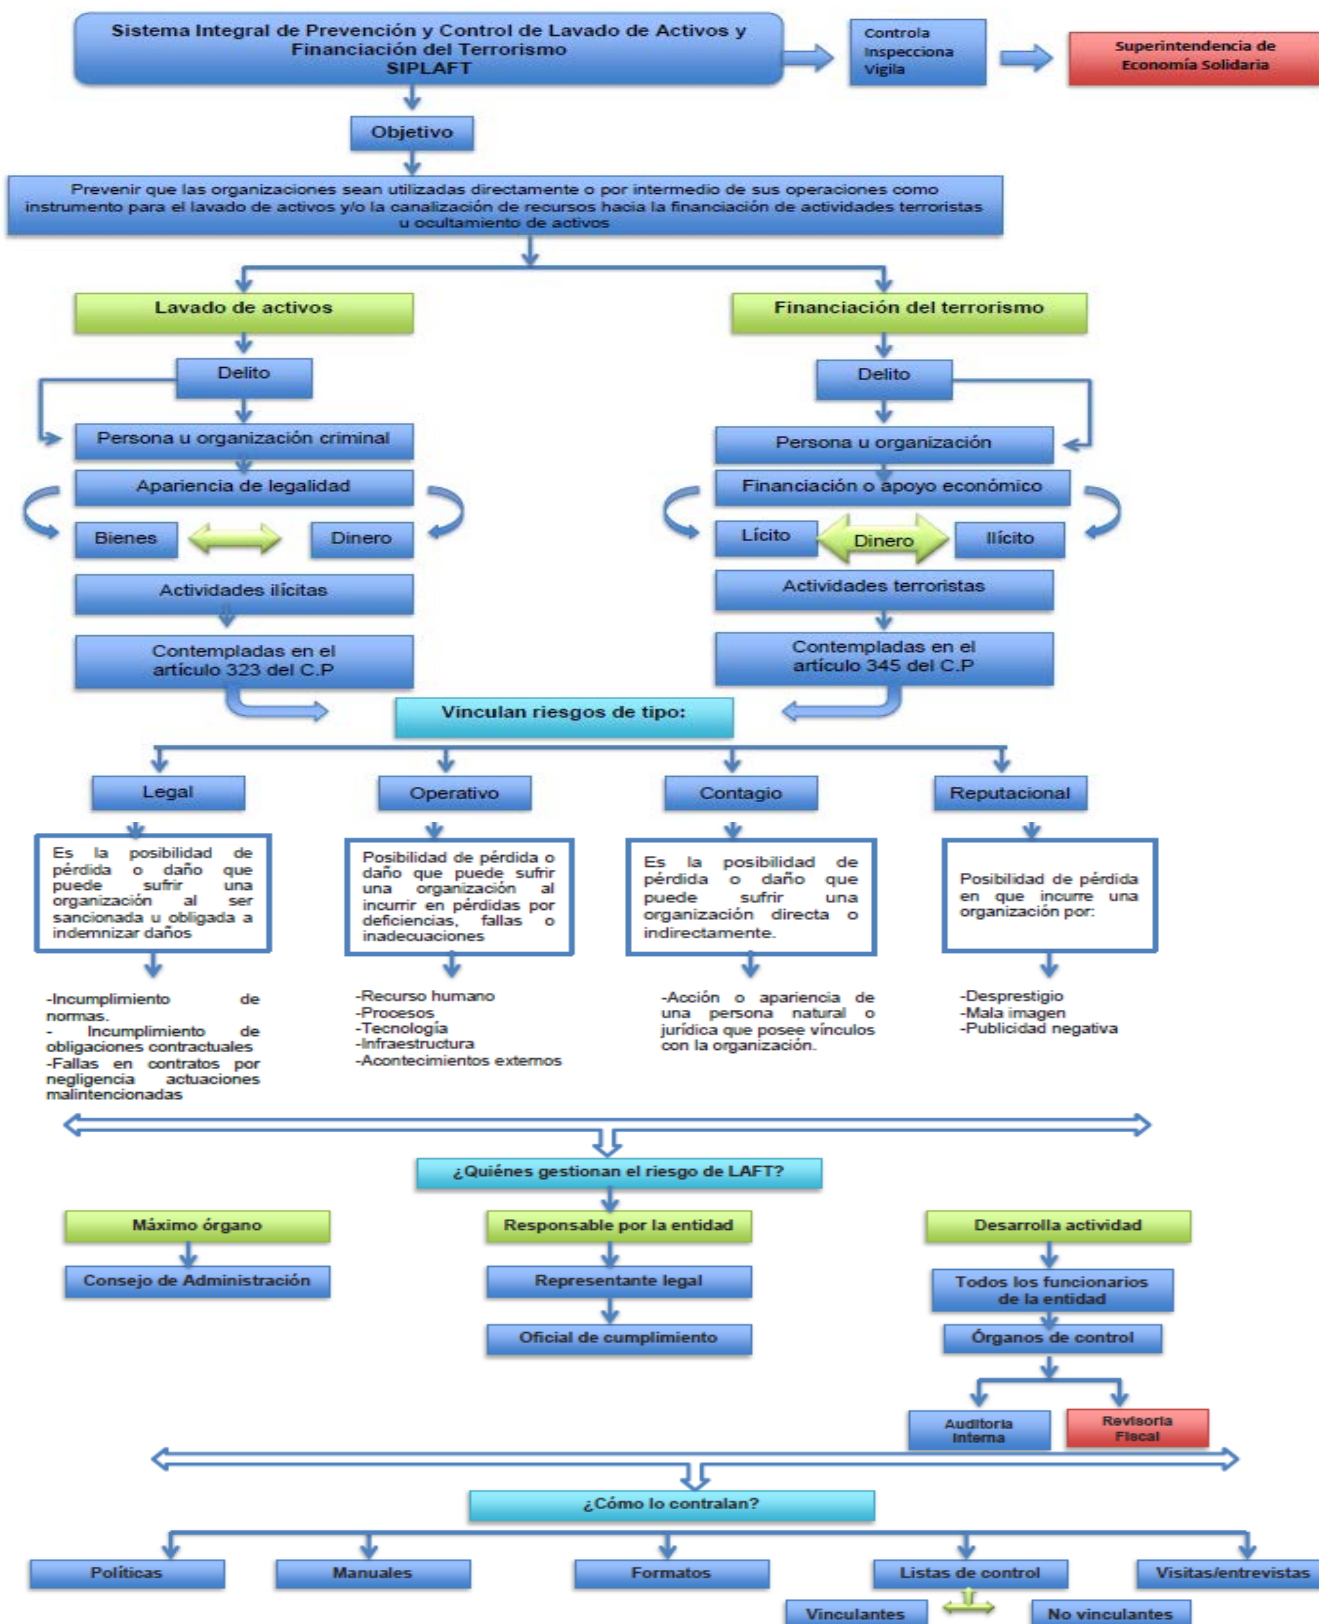 Sistema Integral de Prevención y Control de Lavado de Activos y
Financiación del Terrorismo
SIPLAFT
Controla
Inspecciona
Vigila
Superintendencia de
Economía Solidaria
Objetivo
Prevenir que las organizaciones sean utilizadas directamente o por intermedio de sus operaciones como
instrumento para el lavado de activos y/o la canalización de recursos hacia la financiación de actividades terroristas
u ocultamiento de activos
Lavado de activos
Financiación del terrorismo
Delito
Delito
Persona u organización criminal
Persona u organización
Apariencia de legalidad
Financiación o apoyo económico
Bienes
Dinero
Lícito
Dinero
Ilícito
Actividades ilícitas
Actividades terroristas
Contempladas en el
artículo 323 del C.P
Contempladas en el
artículo 345 del C.P
Vinculan riesgos de tipo:
Legal
Operativo
Contagio
Reputacional
Es la posibilidad de
pérdida o daño que
puede sufrir una
organización al ser
sancionada u obligada a
indemnizar daños
Posibilidad de pérdida o
daño que puede sufrir
una organización al
incurrir en pérdidas por
deficiencias, fallas o
inadecuaciones
Es la posibilidad de
pérdida o daño que
puede sufrir una
organización directa o
indirectamente.
Posibilidad de pérdida
en que incurre una
organización por:
-Incumplimiento de
normas.
- Incumplimiento de
obligaciones contractuales
-Fallas en contratos por
negligencia actuaciones
malintencionadas
-Recurso humano
-Procesos
-Tecnología
-Infraestructura
-Acontecimientos externos
-Acción o apariencia de
una persona natural o
jurídica que posee vínculos
con la organización.
-Desprestigio
-Mala imagen
-Publicidad negativa
¿Quiénes gestionan el riesgo de LAFT?
Máximo órgano
Responsable por la entidad
Desarrolla actividad
Consejo de Administración
Representante legal
Todos los funcionarios
de la entidad
Oficial de cumplimiento
Órganos de control
Auditoria
Interna
Revisoria
Fiscal
¿Cómo lo contralan?
Políticas
Manuales
Formatos
Listas de control
Visitas/entrevistas
Vinculantes
No vinculantes